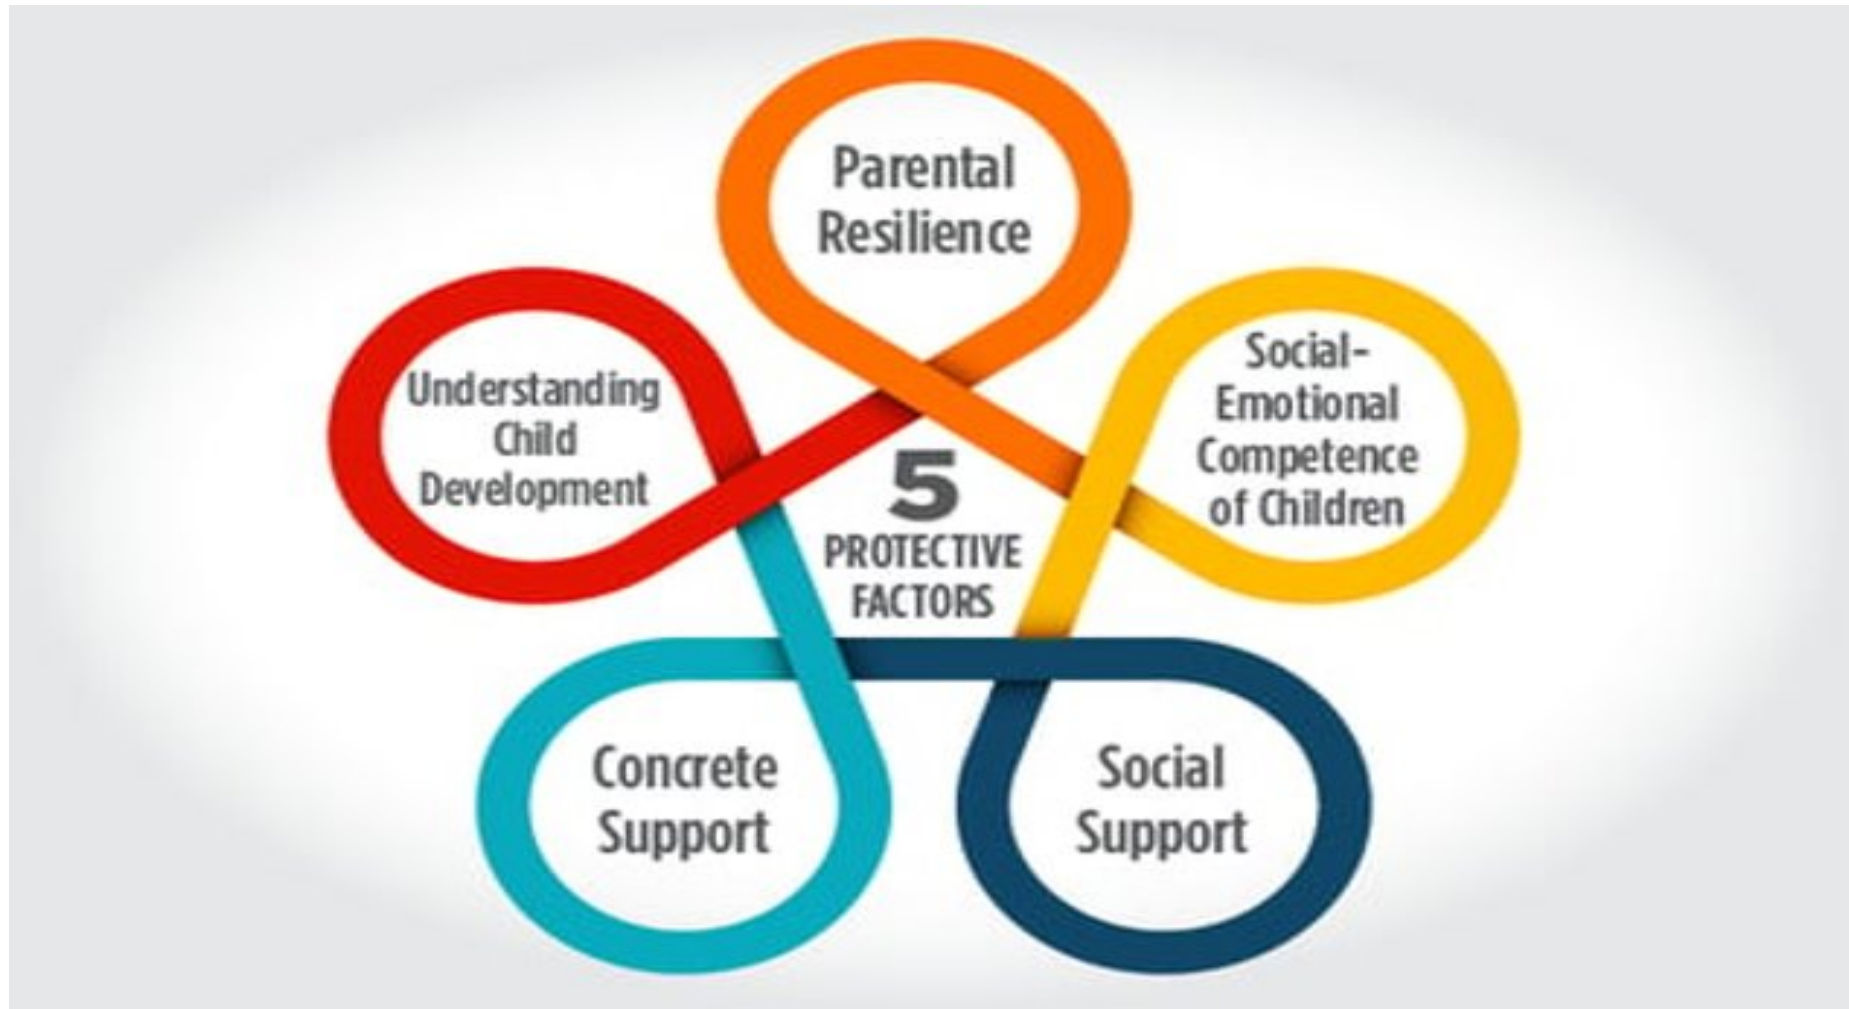 Parental
Resilience
Understanding
Child
Development
Social-
Emotional
Competence
of Children
5
PROTECTIVE
FACTORS
Concrete
Support
Social
Support